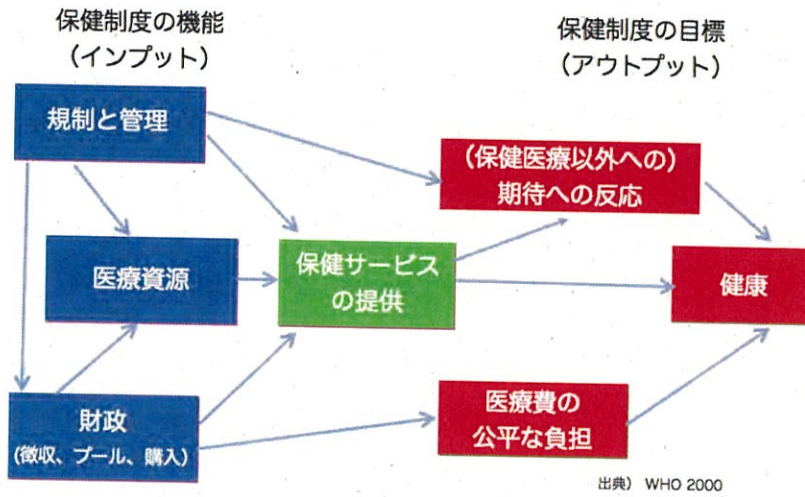 保健制度の機能
（インプット）
保健制度の目標
（アウトプット）
規制と管理
（保健医療以外への）
期待への反応
医療資源
保健サービス
の提供
健康
財政
(徴収、プール、購入)
医療費の
公平な負担
出典） WHO 2000